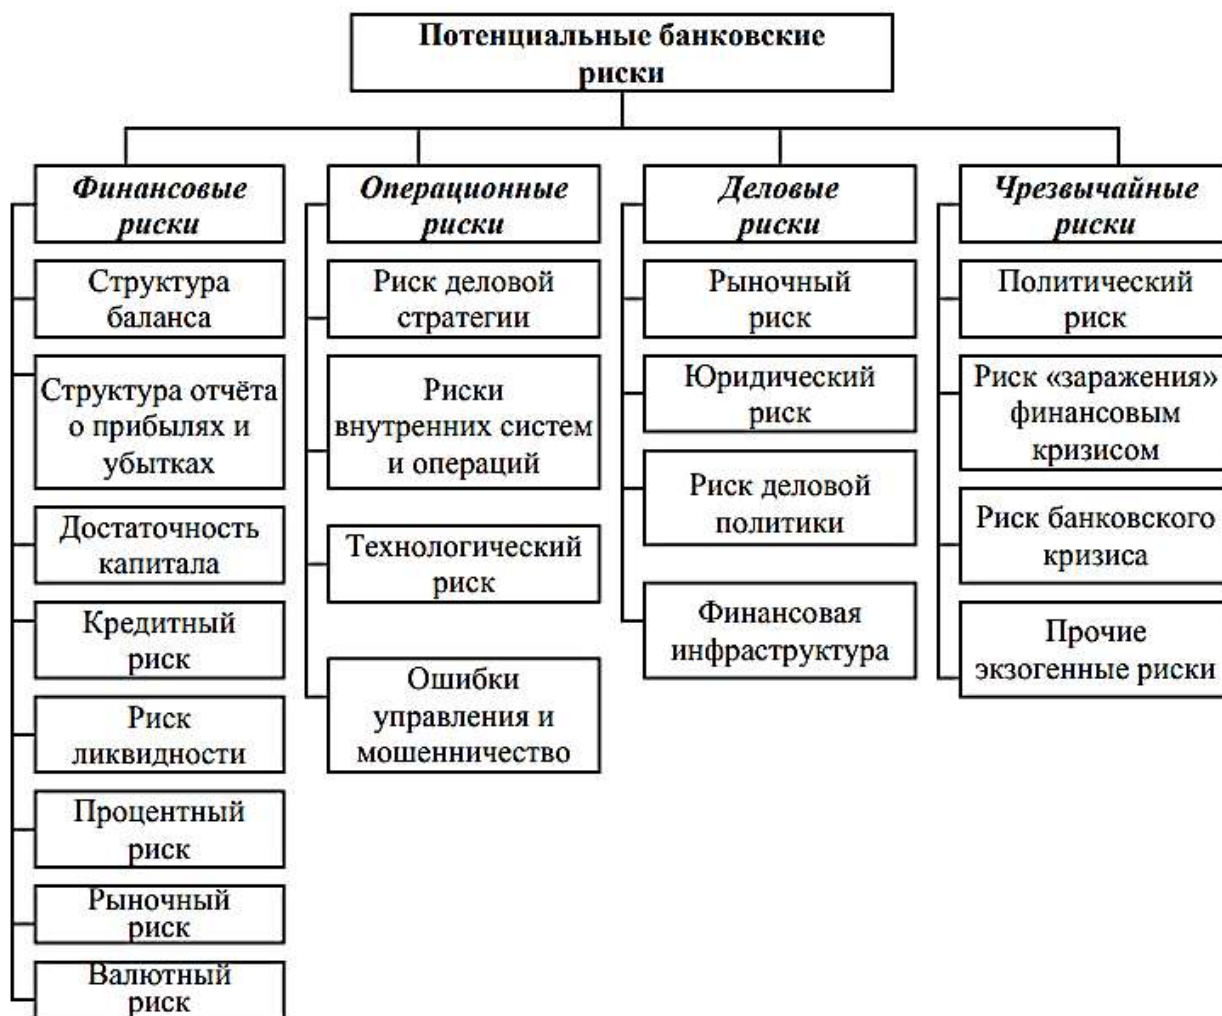 Потенциальные банковские
риски
Финансовые
риски
Структура
баланса
Структура отчёта
о прибылях и
убытках
Достаточность
капитала
Кредитный
риск
Риск
ликвидности
Процентный
риск
Рыночный
риск
Валютный
риск
Операционные
риски
Риск деловой
стратегии
Риски
внутренних систем
и операций
Технологический
риск
Ошибки
управления и
мошенничество
Деловые
риски
Рыночный
риск
Юридический
риск
Риск деловой
политики
Финансовая
инфраструктура
Чрезвычайные
риски
Политический
риск
Риск «заражения»
финансовым
кризисом
Риск банковского
кризиса
Прочие
экзогенные риски